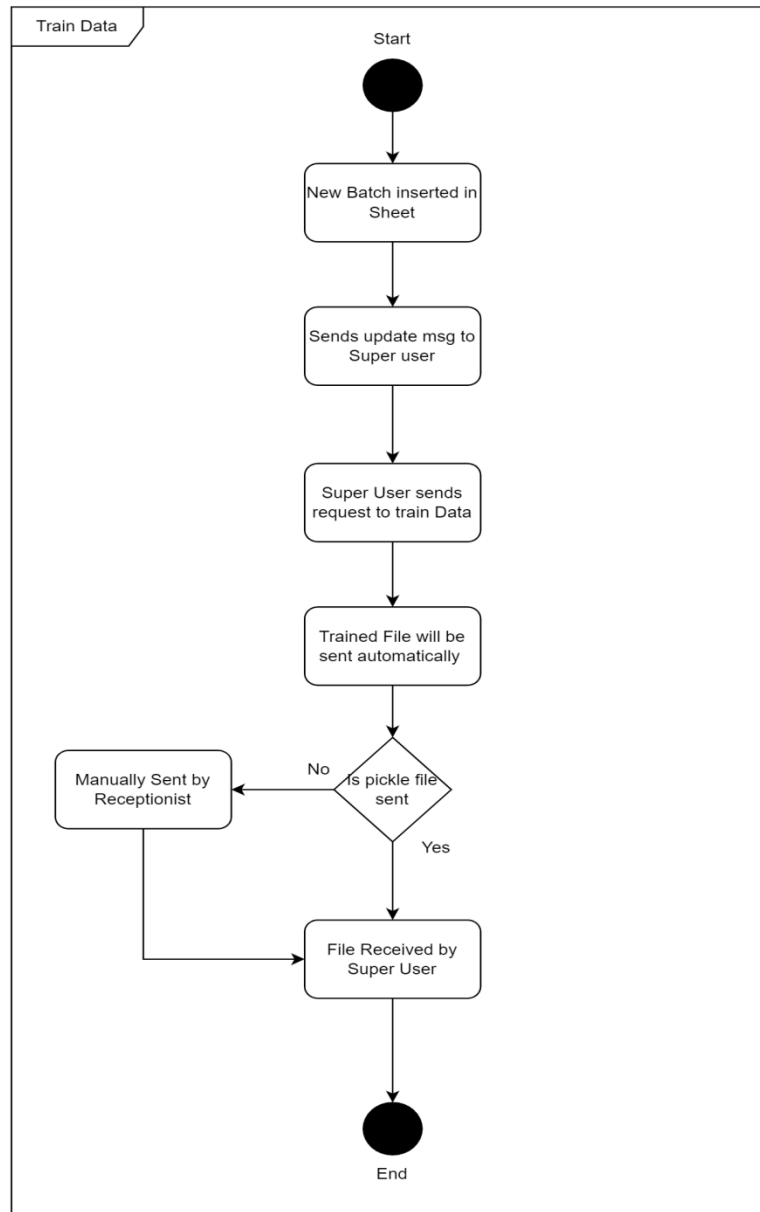 Train Data
Start
New Batch inserted in
Sheet
Sends update msg to
Super user
Super User sends
request to train Data
Trained File will be
sent automatically
Is pickle file
sent
No
Manually Sent by
Receptionist
Yes
File Received by
Super User
End